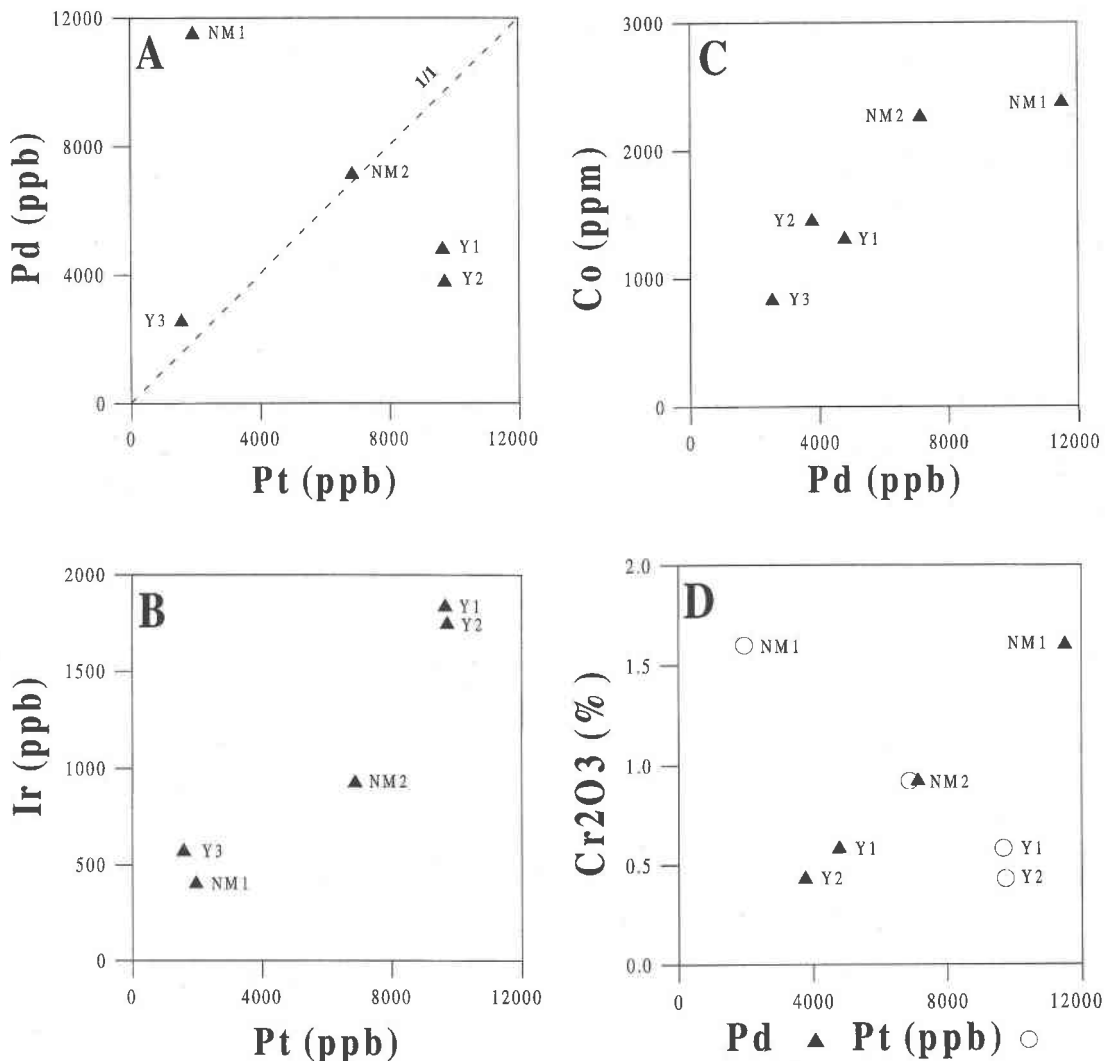 A
12000
8000
4000
0
Pd (ppb)
NM1
1/1
NM2
Y1
Y2
Y3
0 4000 8000 12000
Pt (ppb)
C
3000
2000
1000
0
Co (ppm)
NM1
NM2
Y2
Y1
Y3
0 4000 8000 12000
Pd (ppb)
B
2000
1500
1000
500
0
Ir (ppb)
Y1
Y2
NM2
Y3
NM1
0 4000 8000 12000
Pt (ppb)
D
2.0
1.5
1.0
0.5
0.0
Cr2O3 (%)
NM1 NM1
NM2
Y1 Y1
Y2 Y2
0 4000 8000 12000
Pd ▲ Pt (ppb) ○